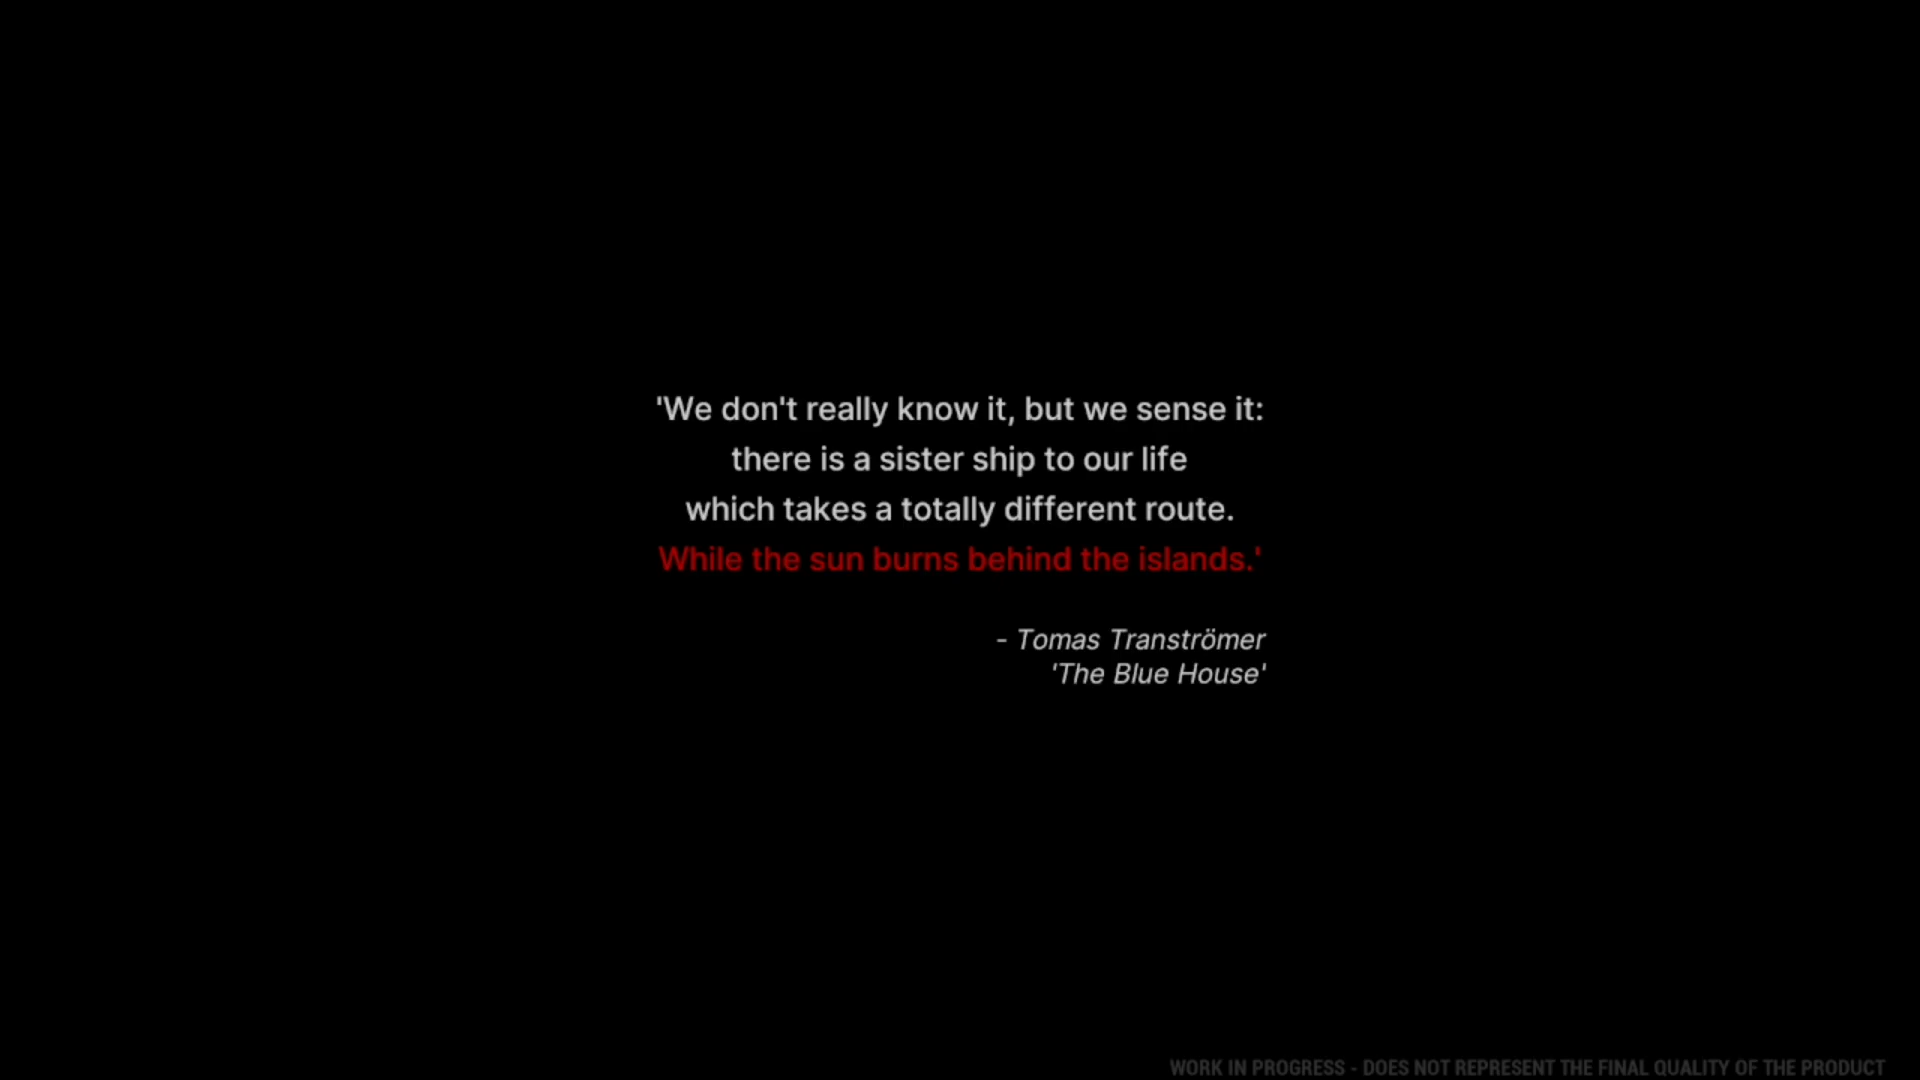 'We don't really know it, but we sense it:
there is a sister ship to our life
which takes a totally different route.
While the sun burns behind the islands.'
- Tomas Tranströmer
'The Blue House'
WORK IN PROGRESS - DOES NOT REPRESENT THE FINAL QUALITY OF THE PRODUCT